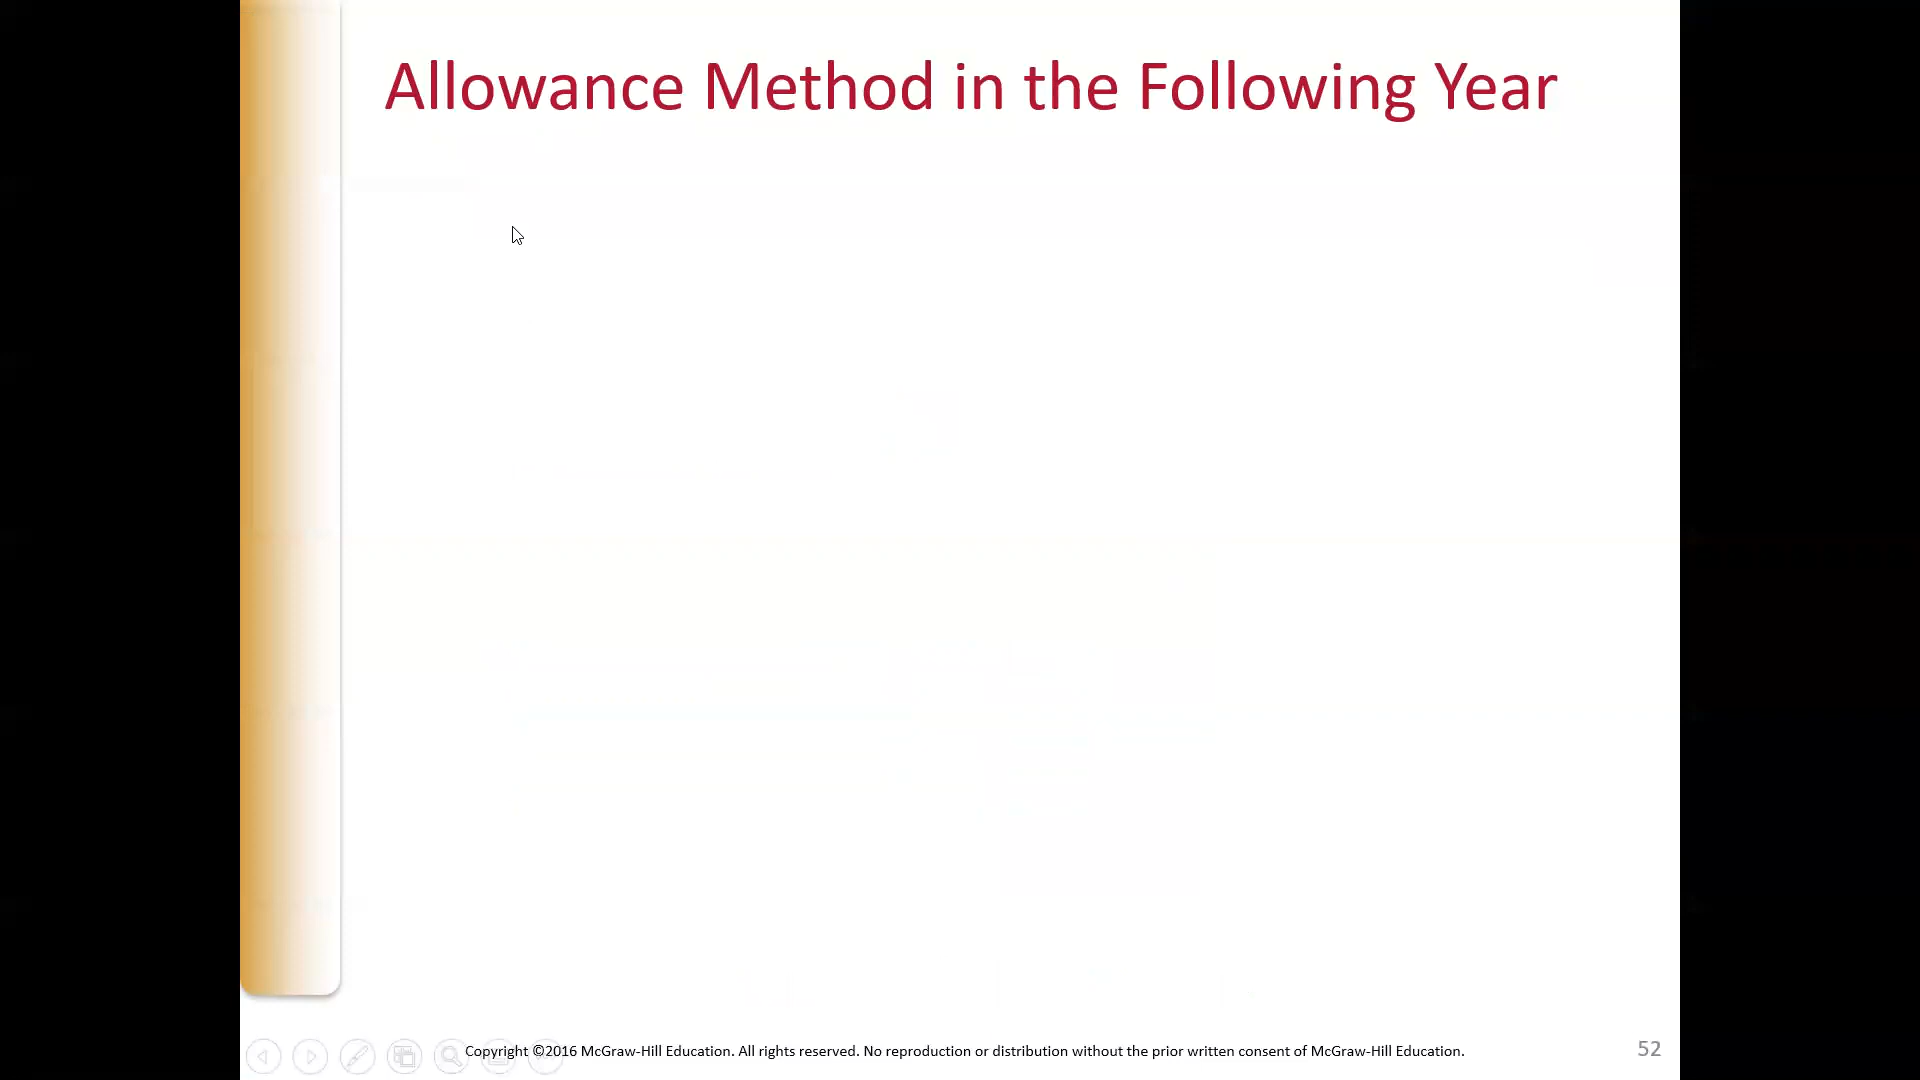 Allowance Method in the Following Year
Copyright ©2016 McGraw-Hill Education. All rights reserved. No reproduction or distribution without the prior written consent of McGraw-Hill Education.
52